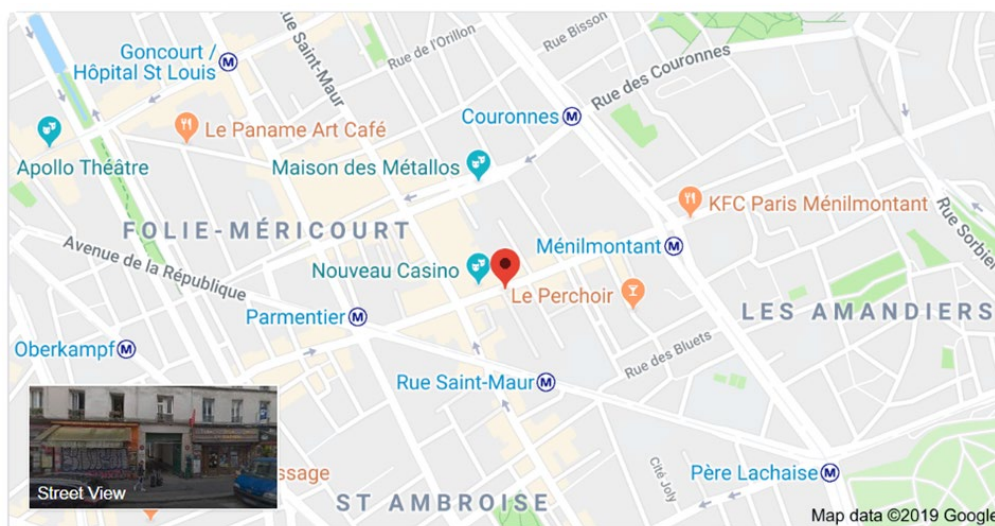 Goncourt /
Hôpital St Louis
Rue Saint-Maur
Rue de l'Orillon
Rue Bisson
Rue des Couronnes
Couronnes
Le Paname Art Café
Apollo Théâtre
Maison des Métallos
KFC Paris Ménilmontant
Rue Sorbier
FOLIE-MÉRICOURT
Ménilmontant
Avenue de la République
Nouveau Casino
Le Perchoir
LES AMANDIERS
Parmentier
Oberkampf
Rue des Bluets
Rue Saint-Maur
Cité Joly
Père Lachaise
ssage
Street View
ST AMBROISE
Map data ©2019 Google